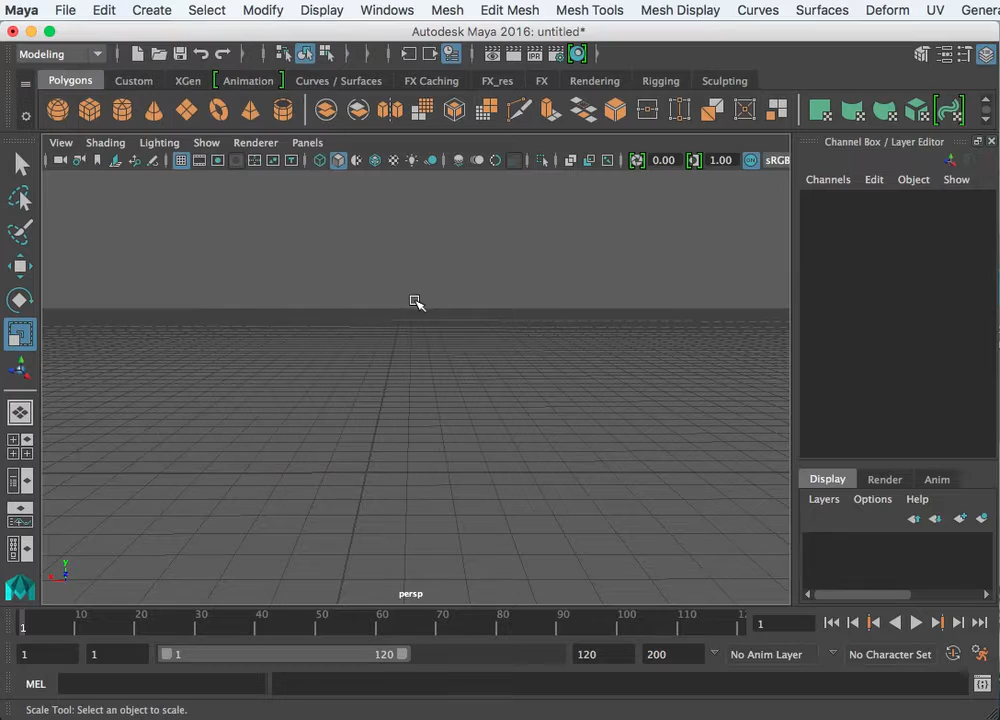 Maya File Edit Create Select Modify Display Windows Mesh Edit Mesh Mesh Tools Mesh Display Curves Surfaces Deform UV Genera
Autodesk Maya 2016: untitled*
Modeling
Polygons Custom XGen Animation Curves / Surfaces FX Caching FX_res FX Rendering Rigging Sculpting
View Shading Lighting Show Renderer Panels
Channel Box / Layer Editor
0.00 1.00 sRGB
Channels Edit Object Show
Display Render Anim
Layers Options Help
y
persp
1 10 20 30 40 50 60 70 80 90 100 110 12
1
1 1 1 120 120 200 No Anim Layer No Character Set
MEL
Scale Tool: Select an object to scale.